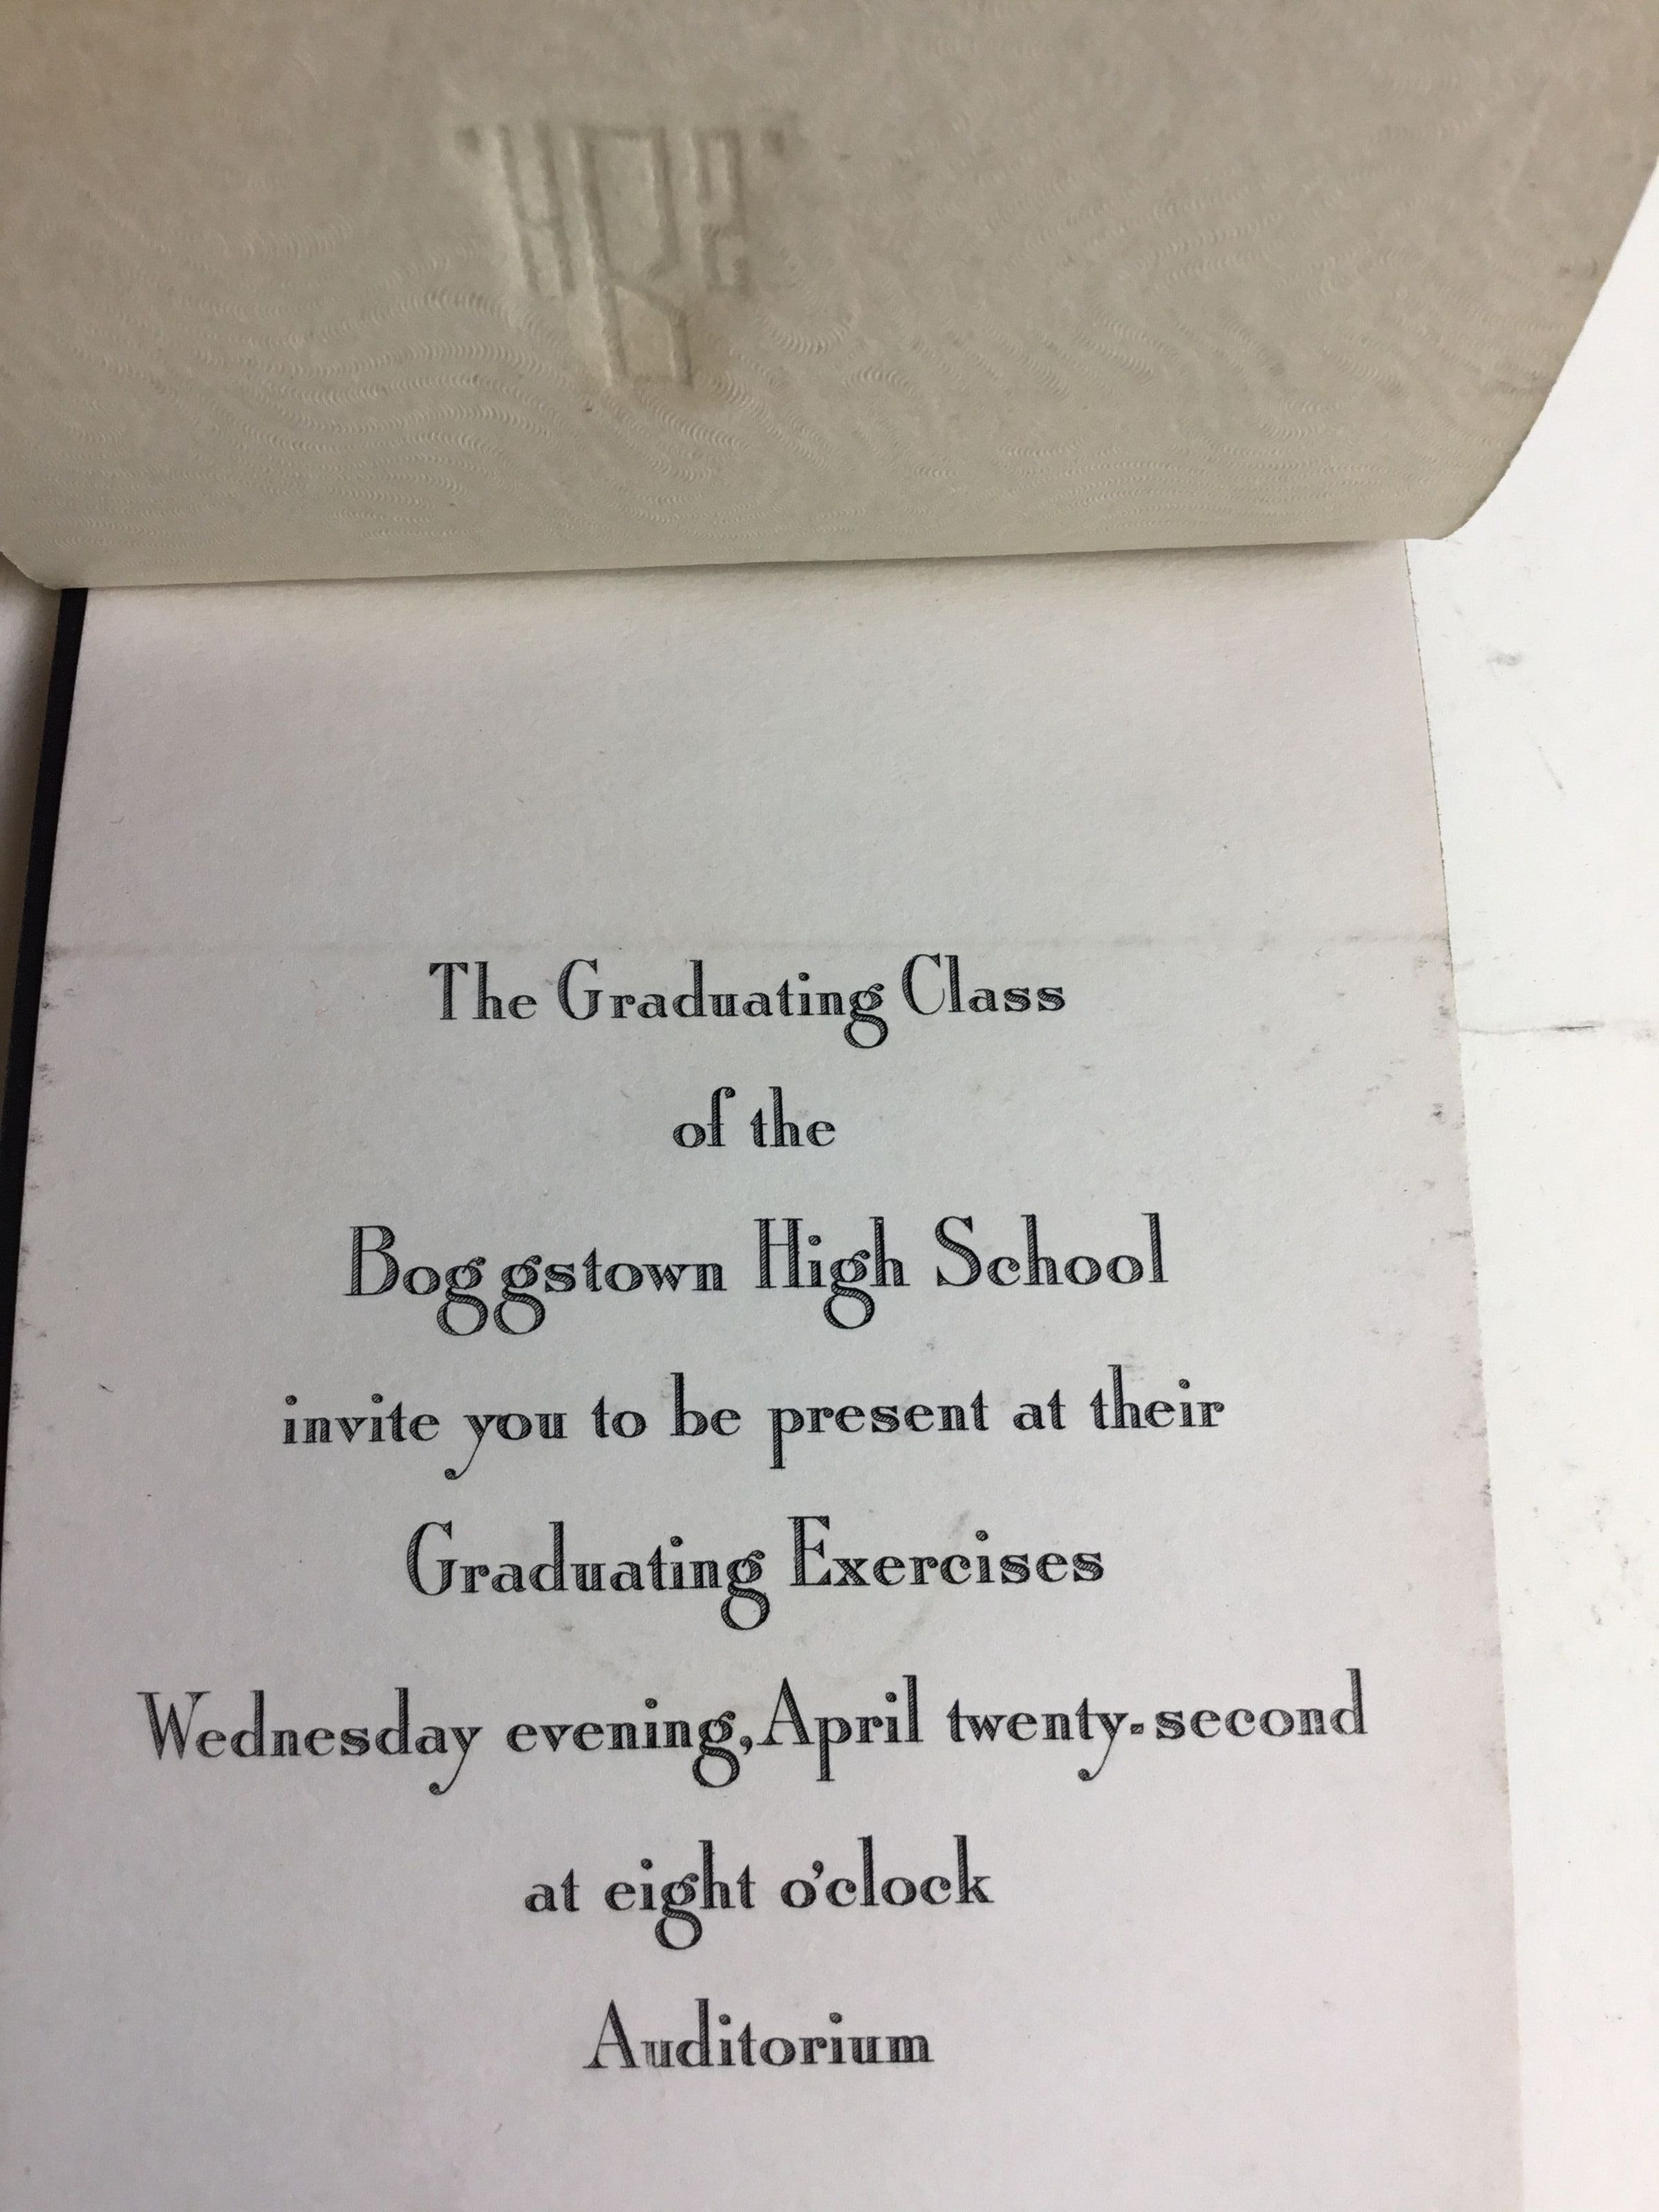 The Graduating Class
of the
Boggstown High School
invite you to be present at their
Graduating Exercises
Wednesday evening, April twenty-second
at eight o'clock
Auditorium